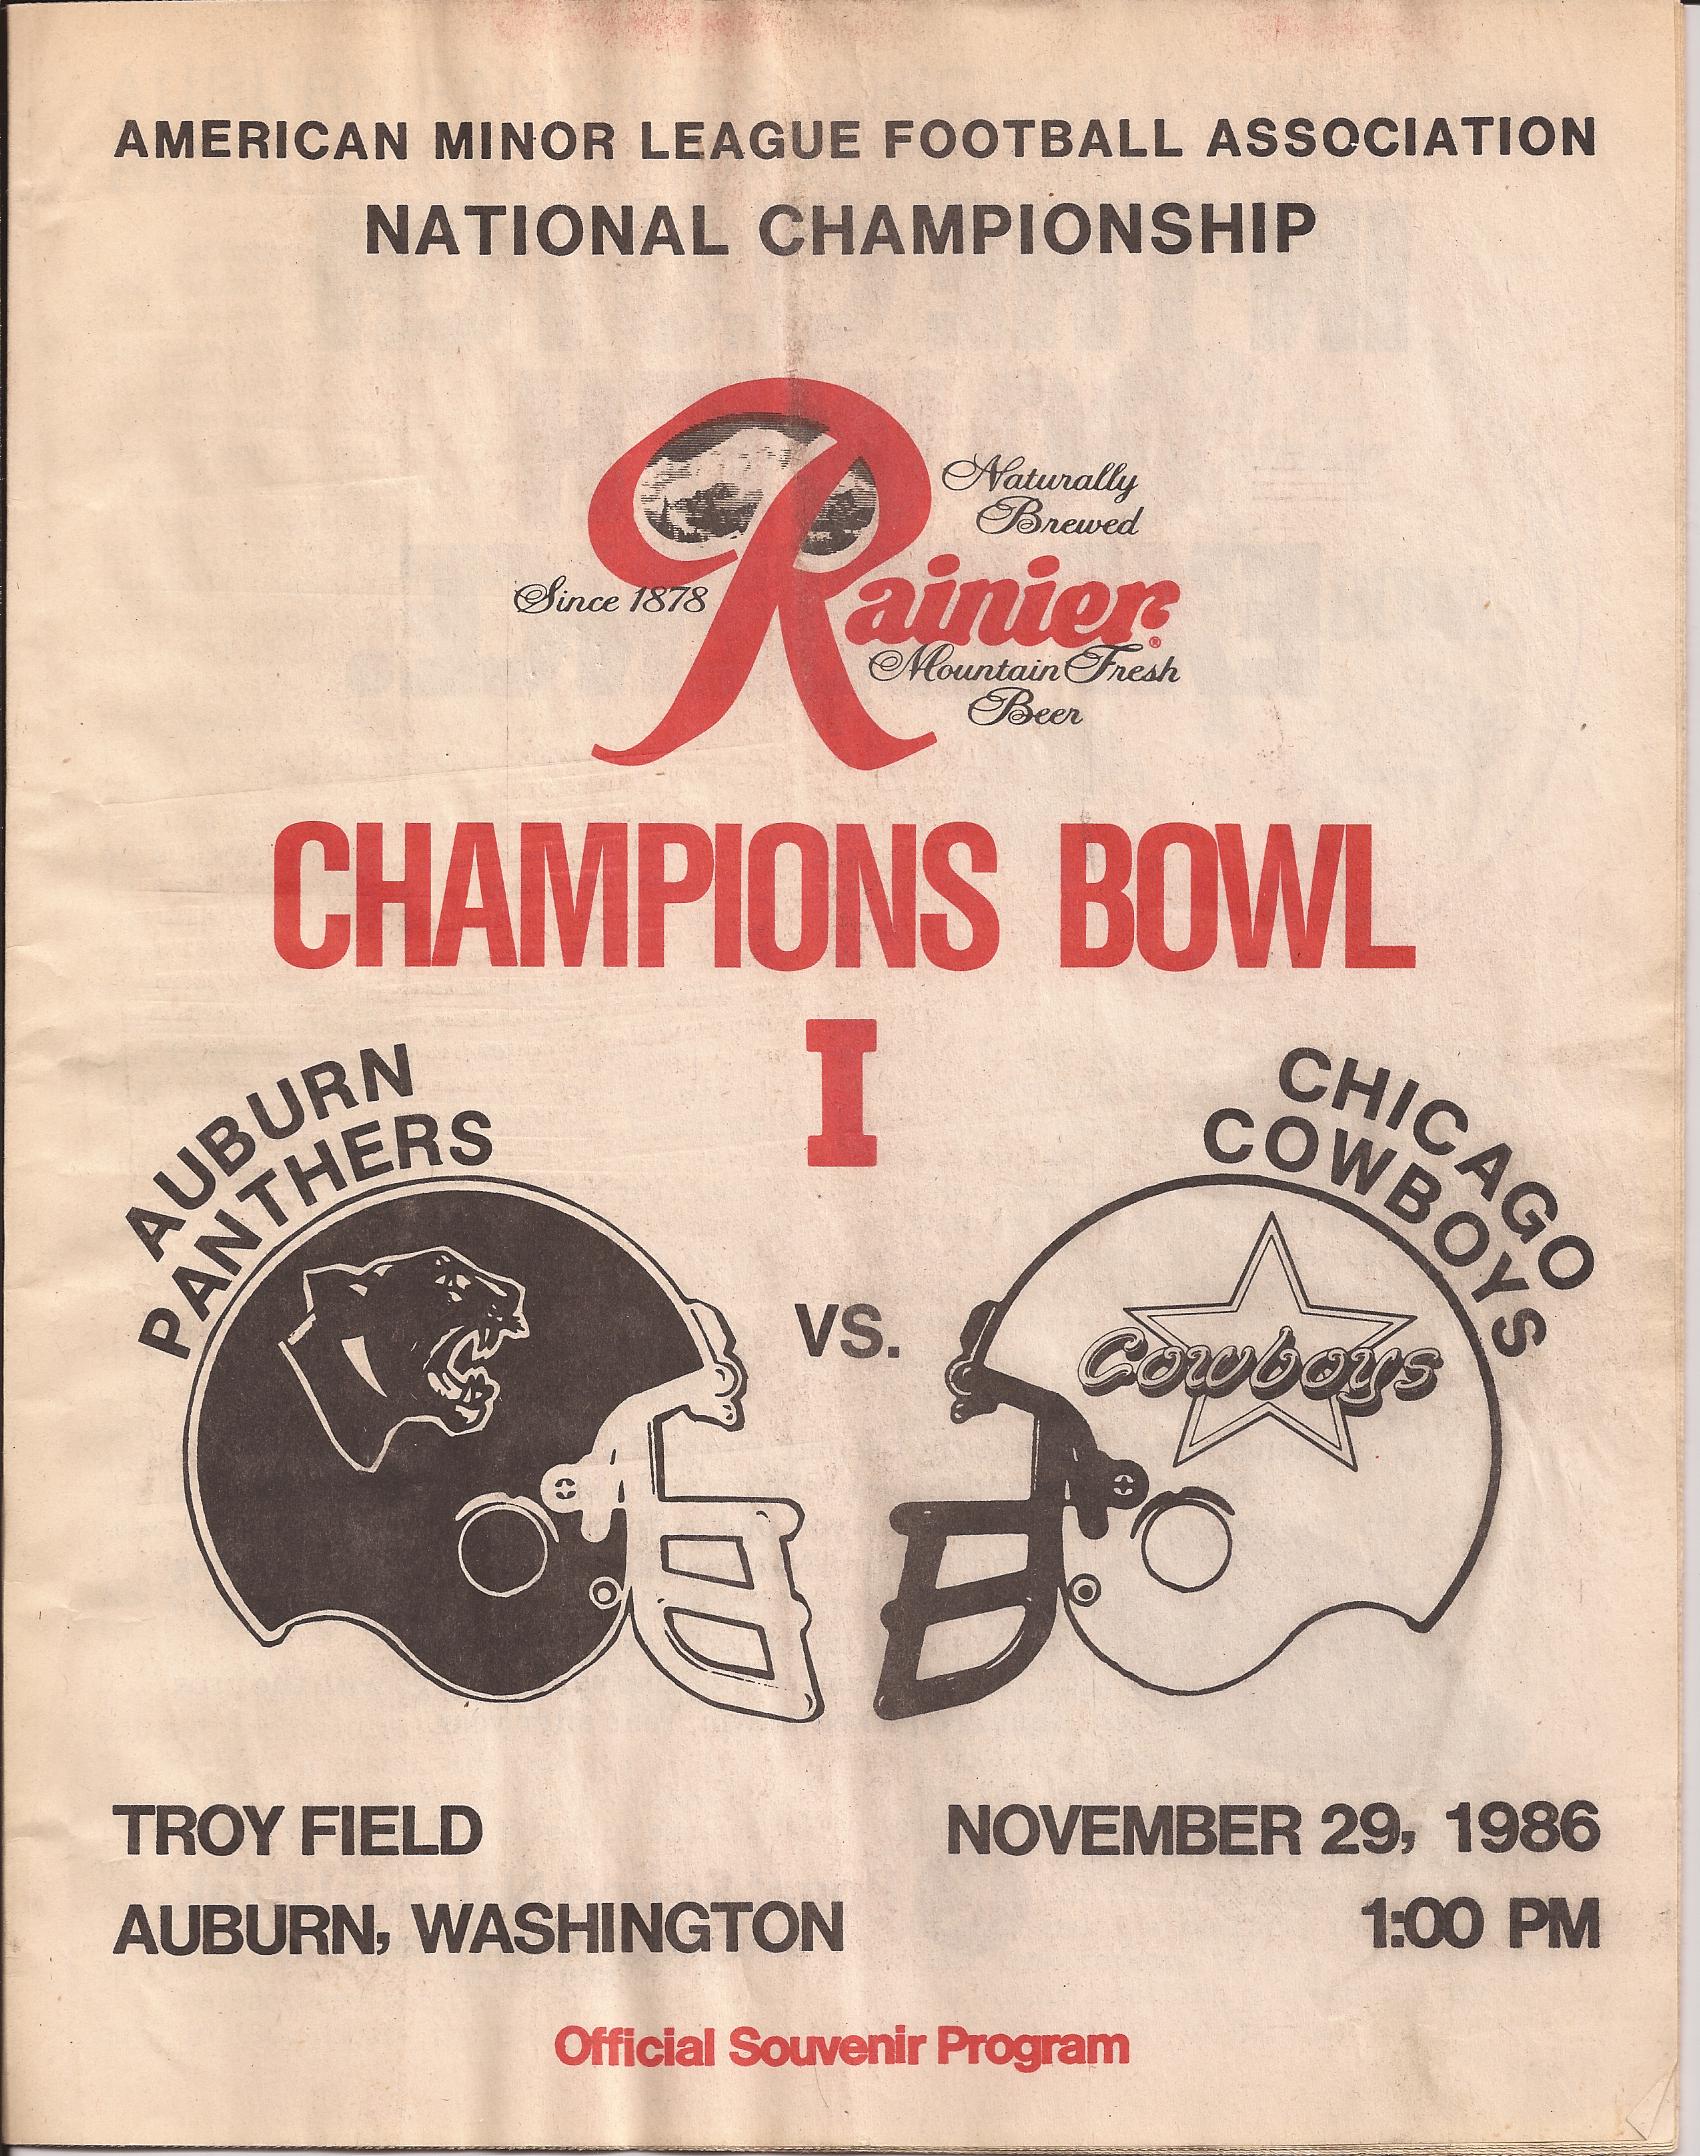 AMERICAN MINOR LEAGUE FOOTBALL ASSOCIATION
NATIONAL CHAMPIONSHIP
Naturally
Brewed
Since 1878
Rainier®
Mountain Fresh
Beer
CHAMPIONS BOWL
I
AUBURN
PANTHERS
VS.
CHICAGO
COWBOYS
Cowboys
TROY FIELD
AUBURN, WASHINGTON
NOVEMBER 29, 1986
1:00 PM
Official Souvenir Program